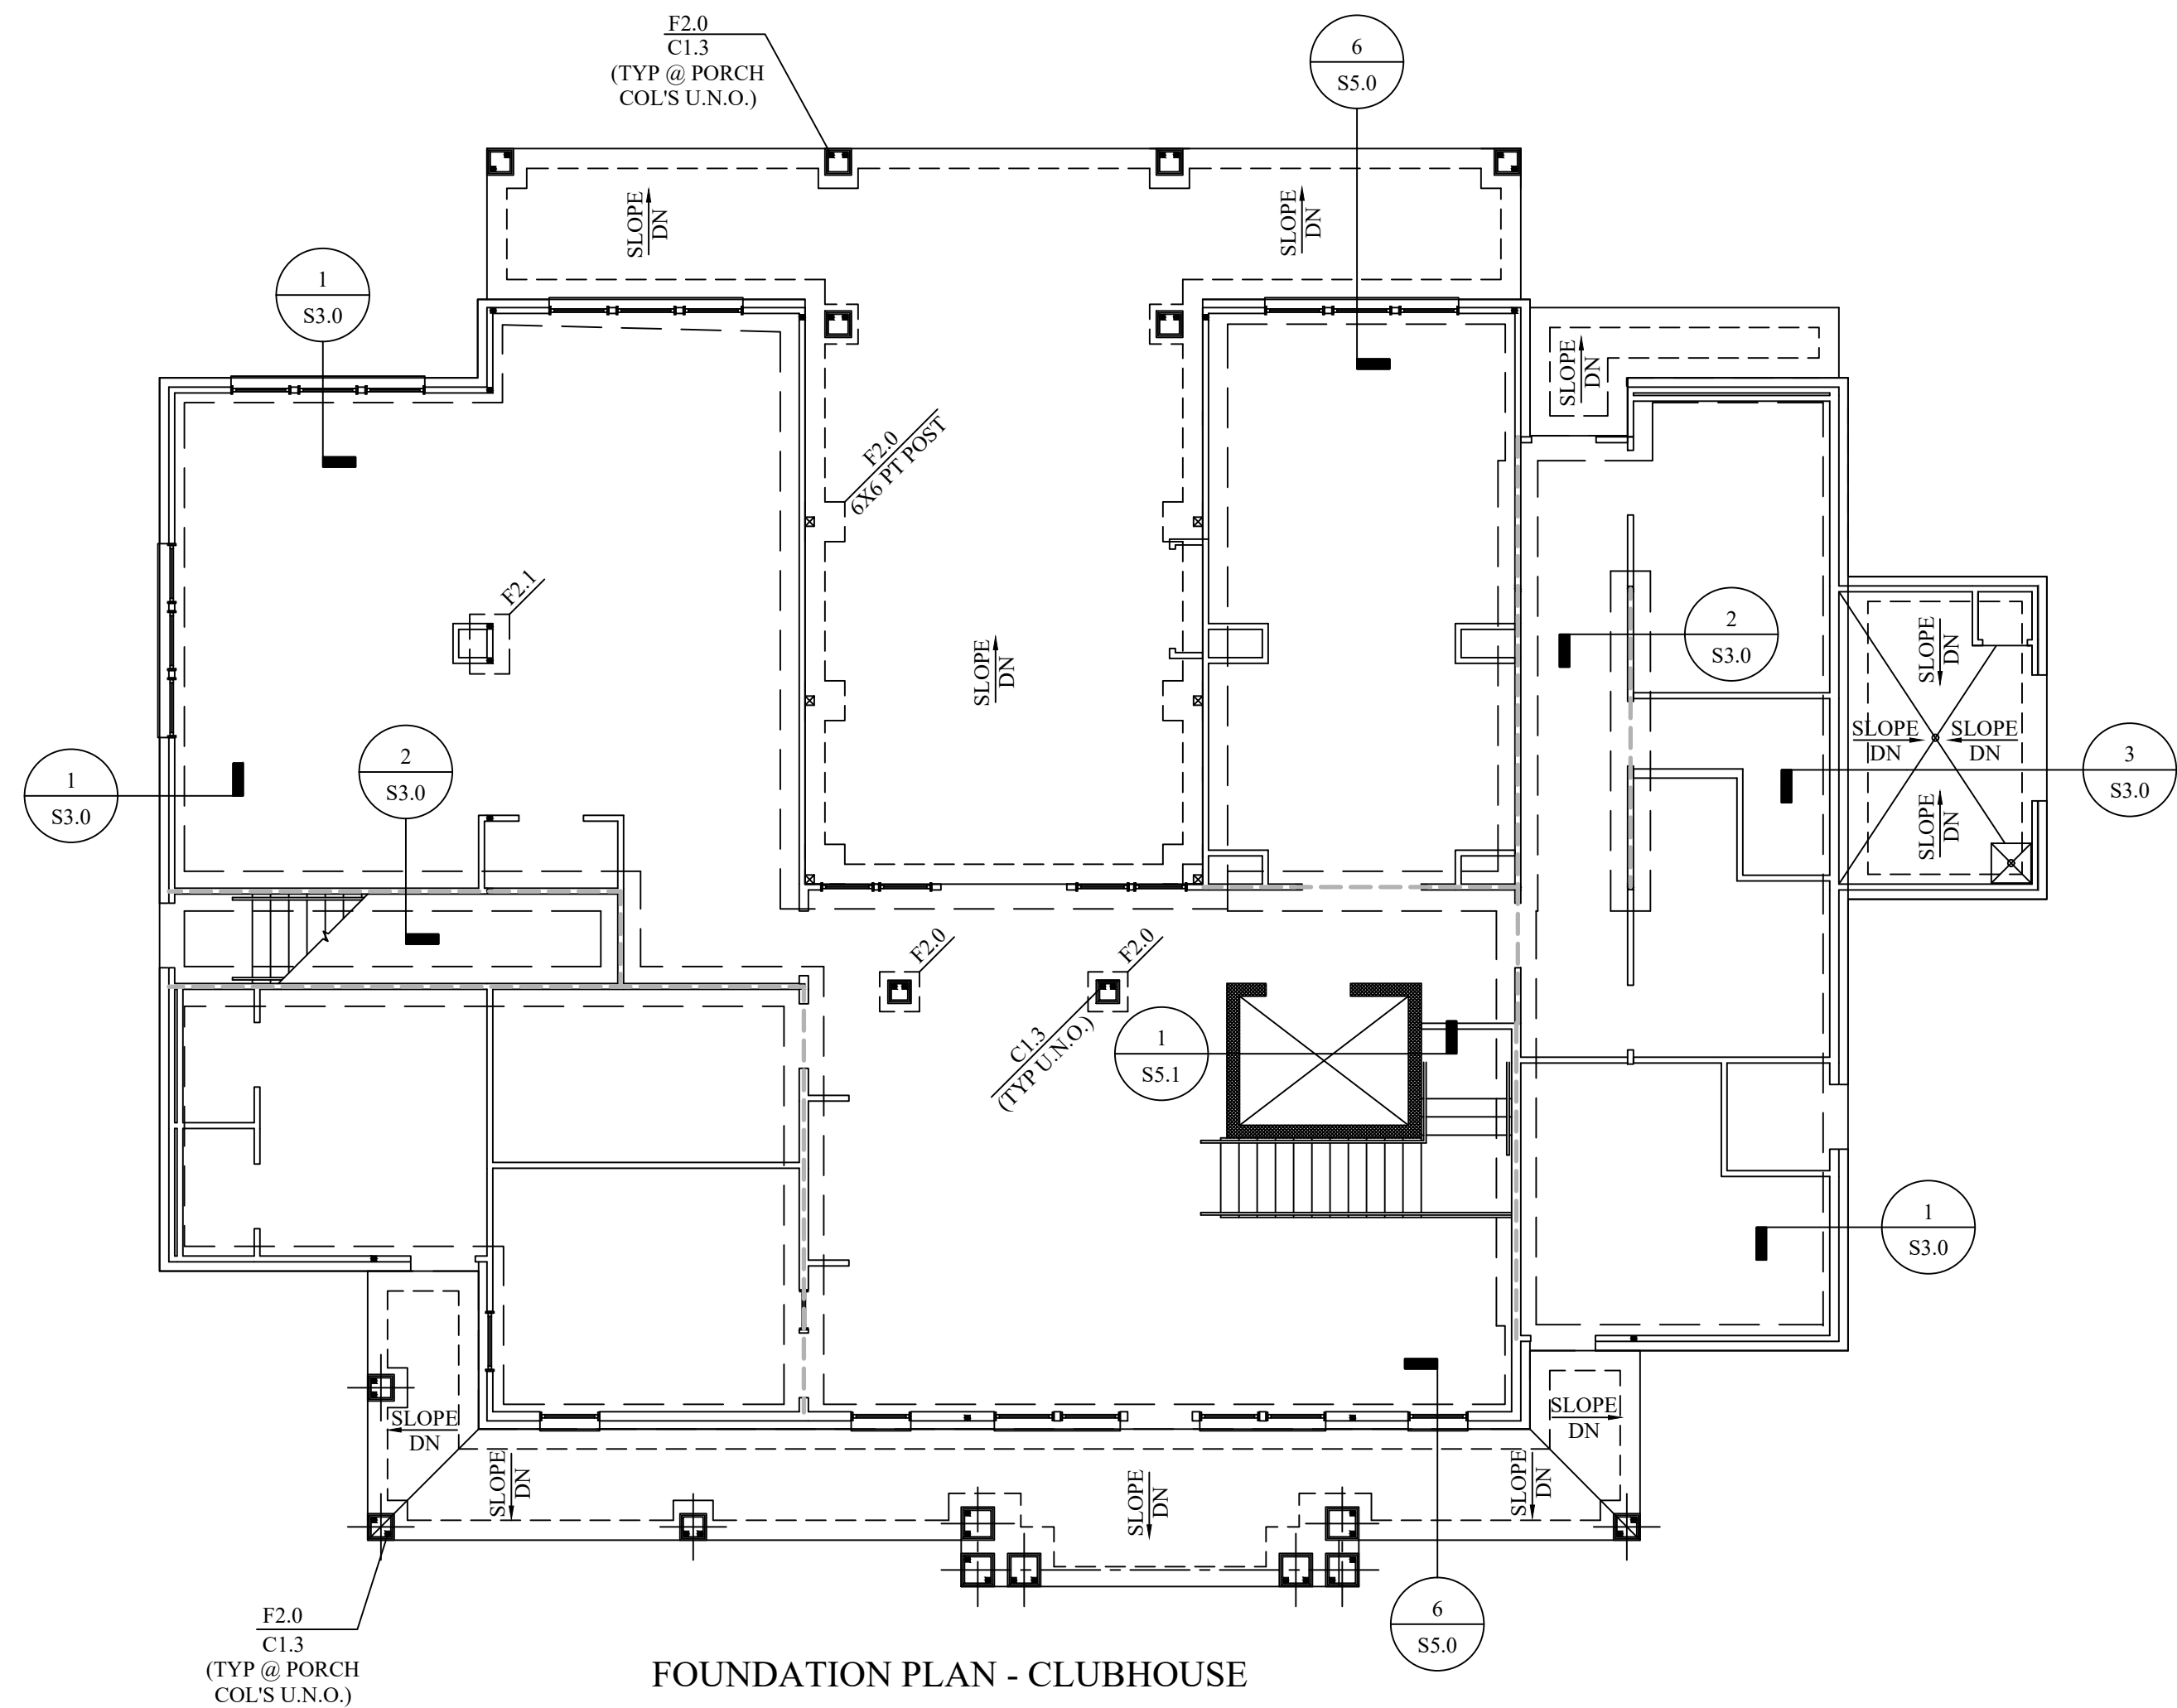 F2.0
C1.3
(TYP @ PORCH
COL'S U.N.O.)
6
S5.0
SLOPE
DN
SLOPE
DN
1
S3.0
SLOPE
DN
F2.0
6X6 PT POST
F2.1
2
S3.0
SLOPE
DN
SLOPE
DN
SLOPE
DN
SLOPE
DN
3
S3.0
1
S3.0
2
S3.0
SLOPE
DN
F2.0
F2.0
C1.3
(TYP U.N.O.)
1
S5.1
1
S3.0
SLOPE
DN
SLOPE
DN
SLOPE
DN
SLOPE
DN
SLOPE
DN
F2.0
C1.3
(TYP @ PORCH
COL'S U.N.O.)
6
S5.0
FOUNDATION PLAN - CLUBHOUSE